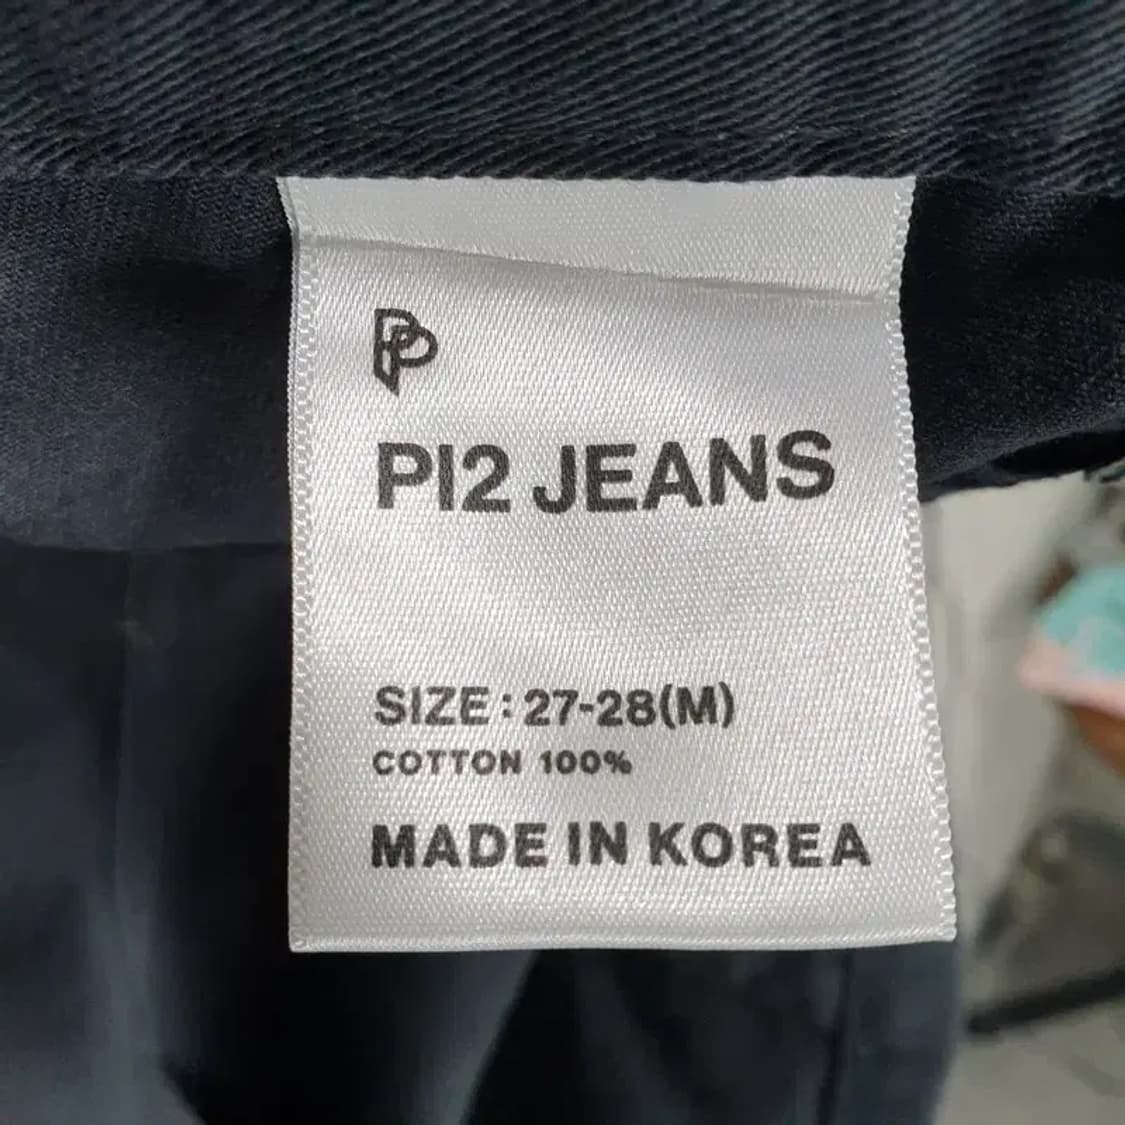 PI2 JEANS
SIZE : 27-28(M)
COTTON 100%
MADE IN KOREA